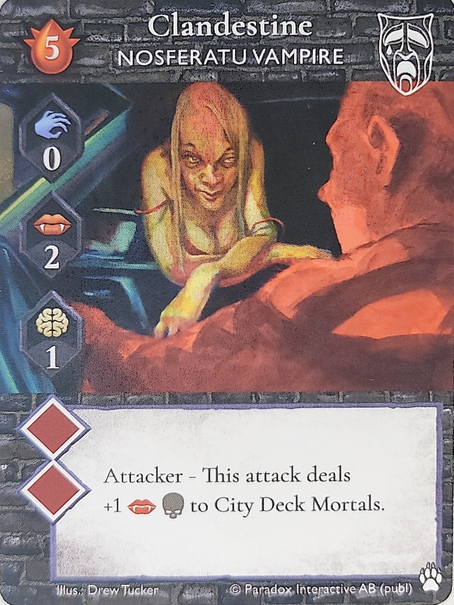 5
Clandestine
NOSFERATU VAMPIRE
0
2
1
Attacker - This attack deals
+1 to City Deck Mortals.
Illus.: Drew Tucker
© Paradox Interactive AB (publ)